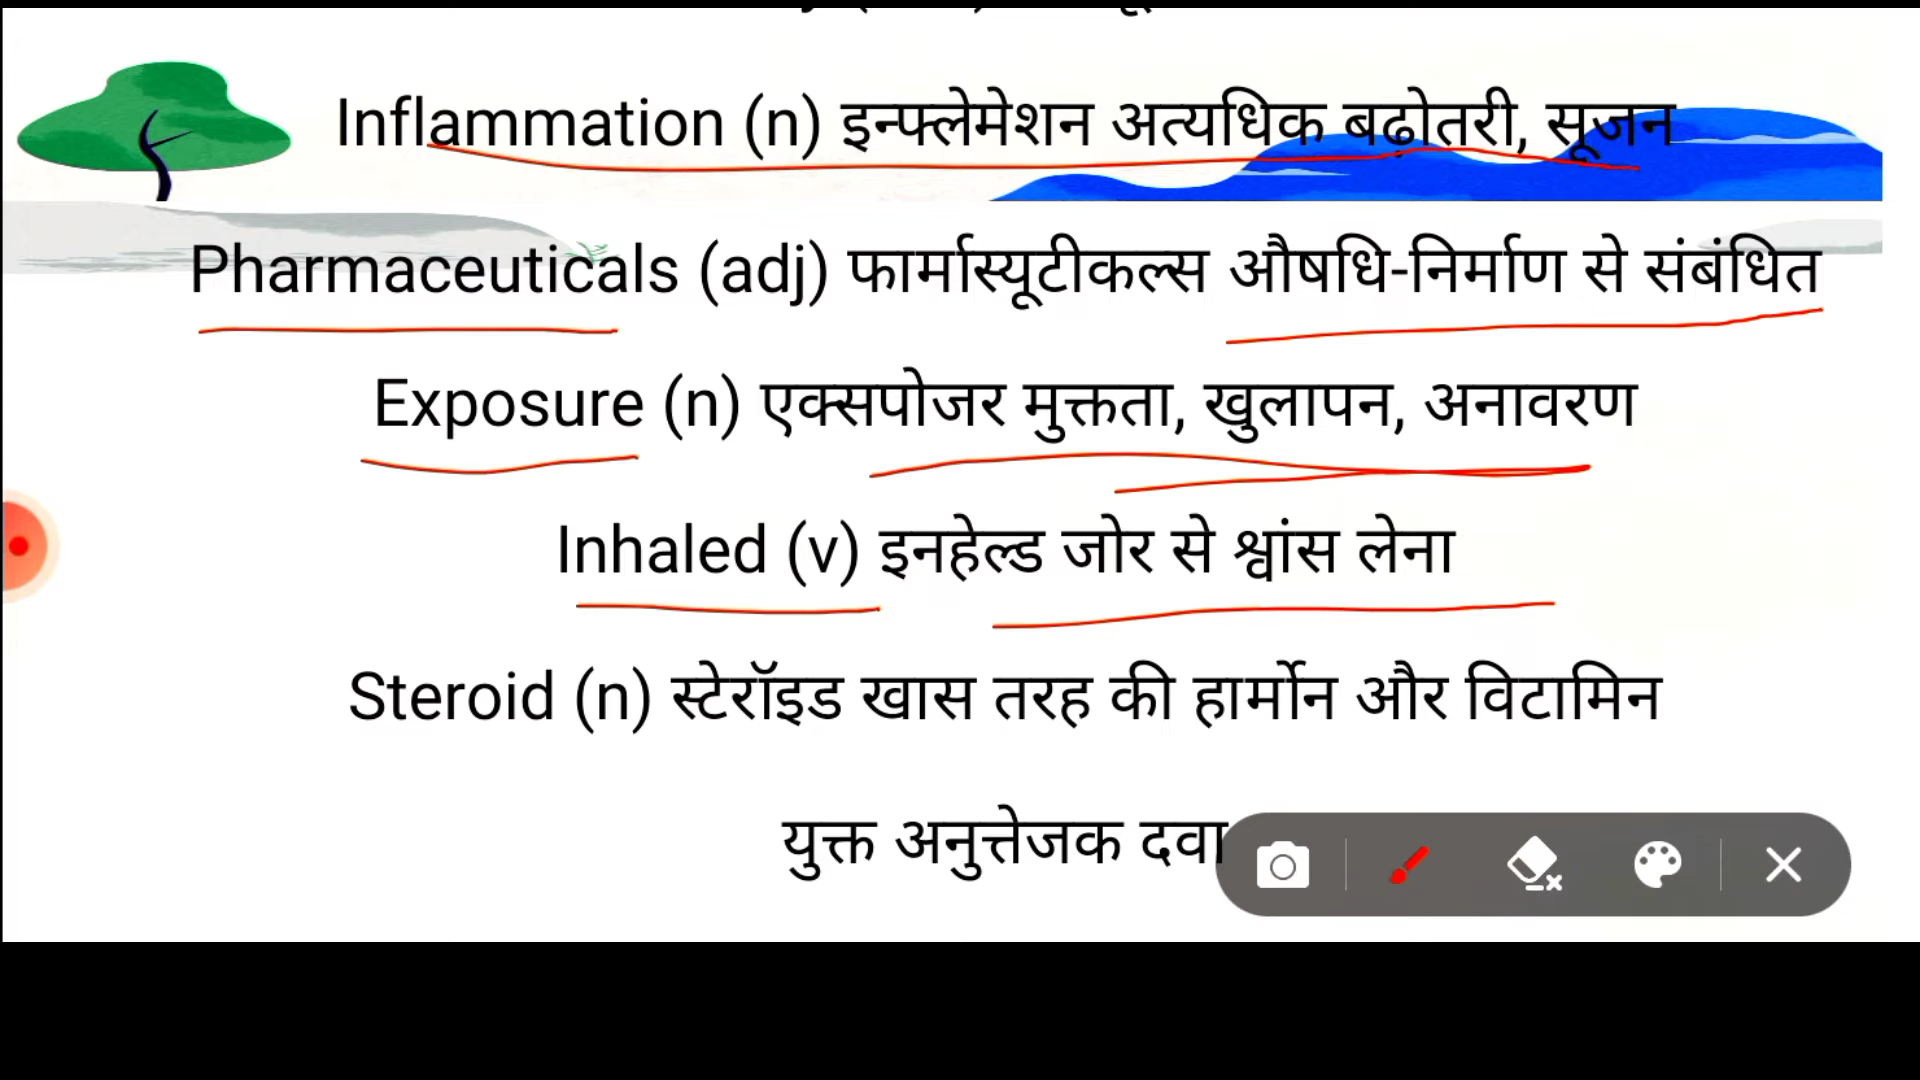 Inflammation (n) इन्फ्लेमेशन अत्यधिक बढ़ोतरी, सूजन
Pharmaceuticals (adj) फार्मास्यूटीकल्स औषधि-निर्माण से संबंधित
Exposure (n) एक्सपोजर मुक्तता, खुलापन, अनावरण
Inhaled (v) इनहेल्ड जोर से श्वांस लेना
Steroid (n) स्टेरॉइड खास तरह की हार्मोन और विटामिन
युक्त अनुत्तेजक दवा